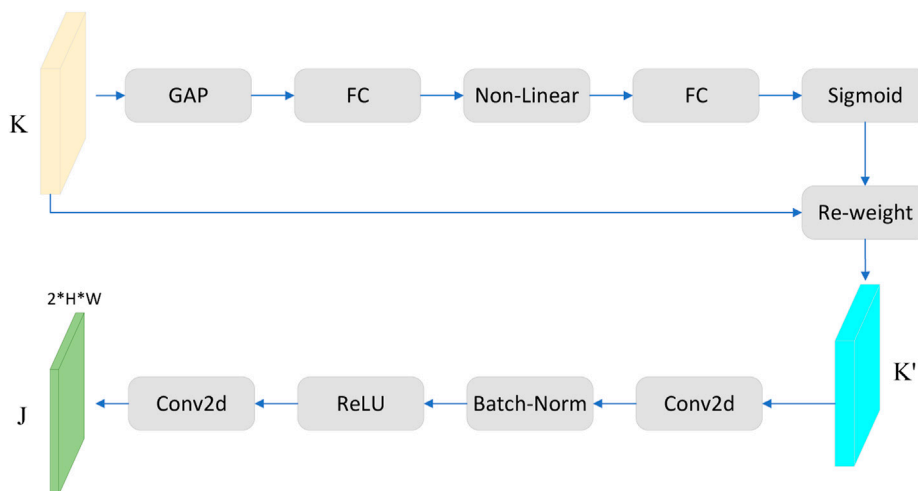 K
GAP
FC
Non-Linear
FC
Sigmoid
Re-weight
2*H*W
J
Conv2d
ReLU
Batch-Norm
Conv2d
K'